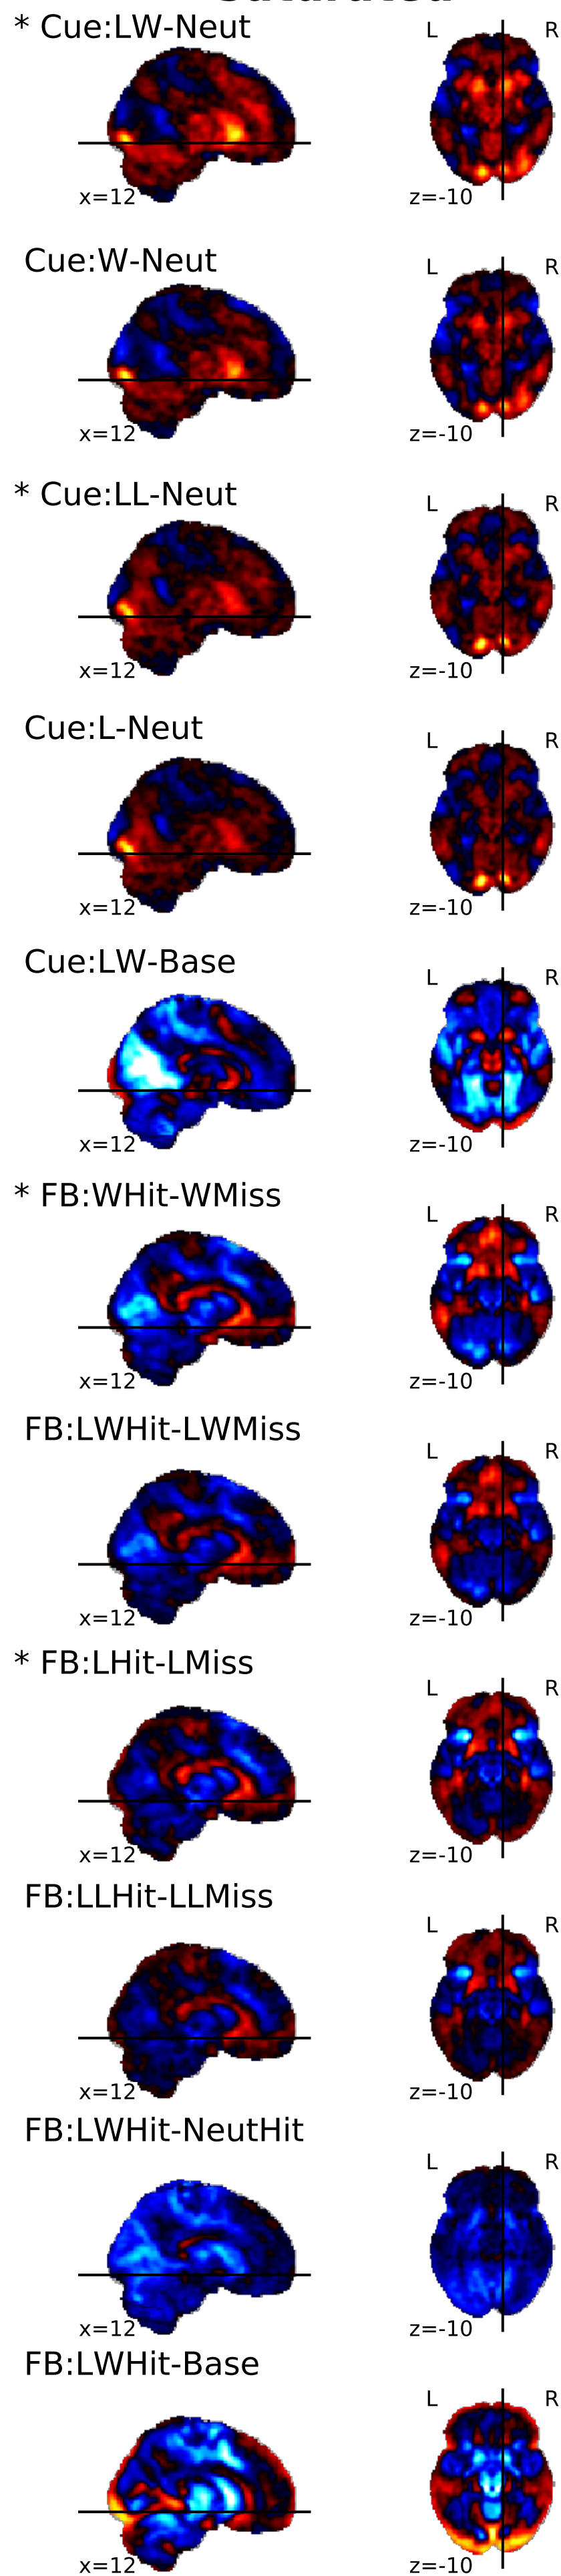 * Cue:LW-Neut
L R
x=12 z=-10
Cue:W-Neut
L R
x=12 z=-10
* Cue:LL-Neut
L R
x=12 z=-10
Cue:L-Neut
L R
x=12 z=-10
Cue:LW-Base
L R
x=12 z=-10
* FB:WHit-WMiss
L R
x=12 z=-10
FB:LWHit-LWMiss
L R
x=12 z=-10
* FB:LHit-LMiss
L R
x=12 z=-10
FB:LLHit-LLMiss
L R
x=12 z=-10
FB:LWHit-NeutHit
L R
x=12 z=-10
FB:LWHit-Base
L R
x=12 z=-10